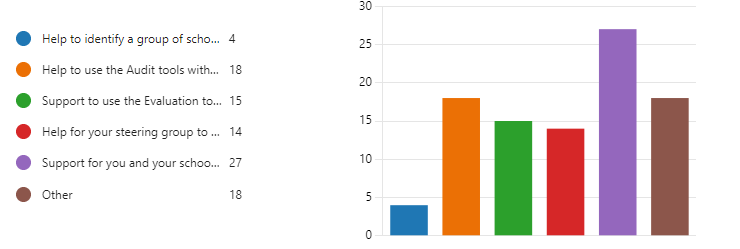 Help to identify a group of scho... 4
Help to use the Audit tools with... 18
Support to use the Evaluation to... 15
Help for your steering group to ... 14
Support for you and your schoo... 27
Other 18
30
25
20
15
10
5
0